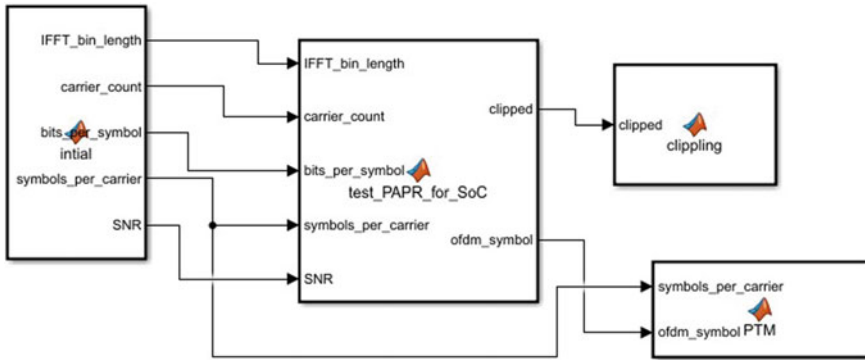 IFFT_bin_length
carrier_count
bits_per_symbol
intial
symbols_per_carrier
SNR
IFFT_bin_length
carrier_count
bits_per_symbol
test_PAPR_for_SoC
symbols_per_carrier
SNR
clipped
ofdm_symbol
clipped
clippling
symbols_per_carrier
ofdm_symbol
PTM